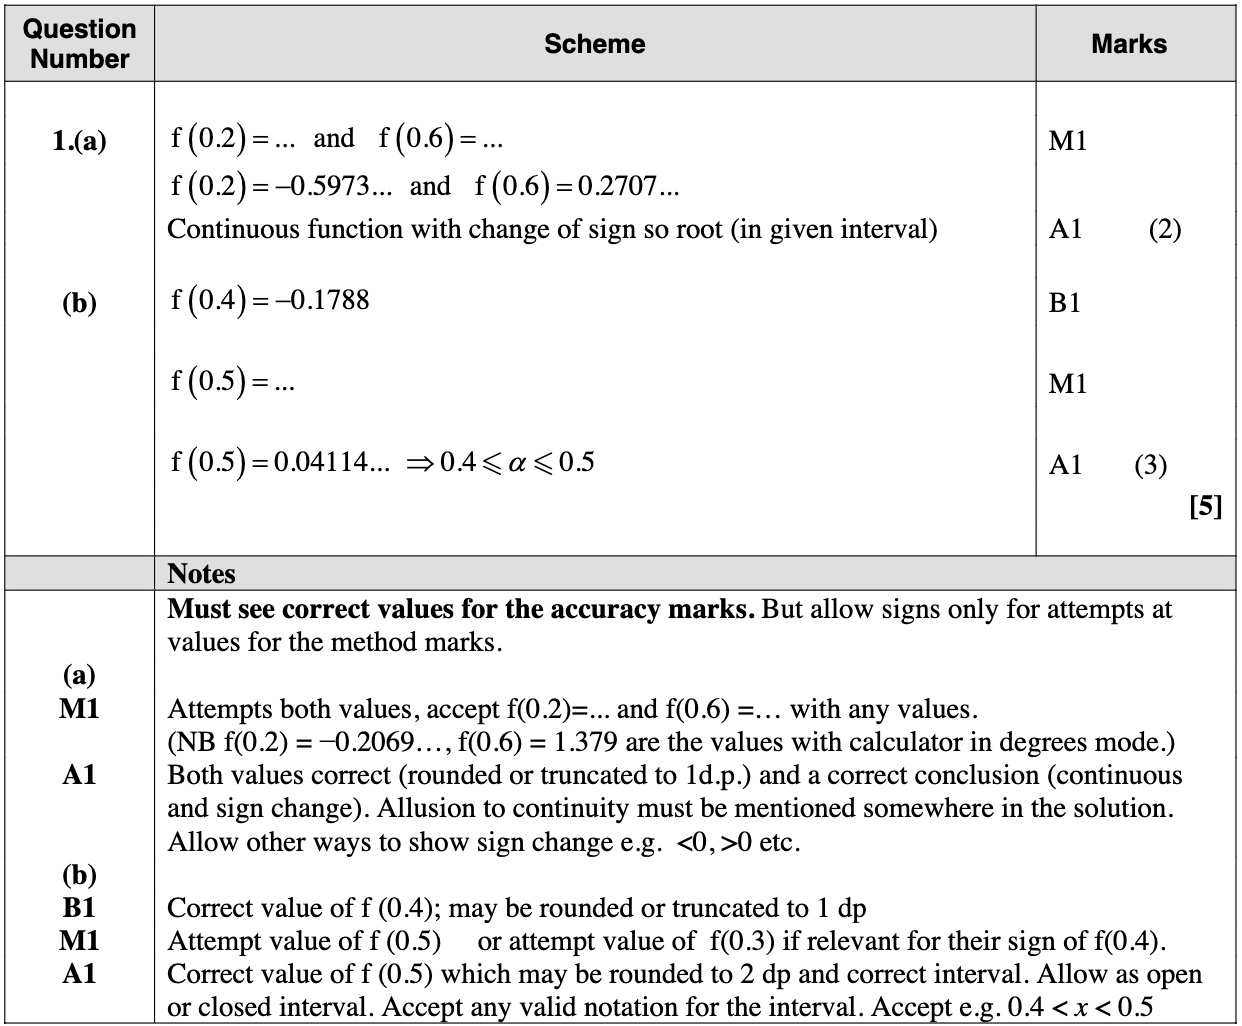 Question Number Scheme Marks
1.(a) f (0.2) = ... and f (0.6) = ... M1
f (0.2) = −0.5973... and f (0.6) = 0.2707...
Continuous function with change of sign so root (in given interval) A1 (2)
(b) f (0.4) = −0.1788 B1
f (0.5) = ... M1
f (0.5) = 0.04114... ⇒ 0.4 ⩽ α ⩽ 0.5 A1 (3)
[5]
Notes
Must see correct values for the accuracy marks. But allow signs only for attempts at
values for the method marks.
(a)
M1 Attempts both values, accept f(0.2)=... and f(0.6) =... with any values.
(NB f(0.2) = −0.2069..., f(0.6) = 1.379 are the values with calculator in degrees mode.)
A1 Both values correct (rounded or truncated to 1d.p.) and a correct conclusion (continuous
and sign change). Allusion to continuity must be mentioned somewhere in the solution.
Allow other ways to show sign change e.g. <0, >0 etc.
(b)
B1 Correct value of f (0.4); may be rounded or truncated to 1 dp
M1 Attempt value of f (0.5) or attempt value of f(0.3) if relevant for their sign of f(0.4).
A1 Correct value of f (0.5) which may be rounded to 2 dp and correct interval. Allow as open
or closed interval. Accept any valid notation for the interval. Accept e.g. 0.4 < x < 0.5